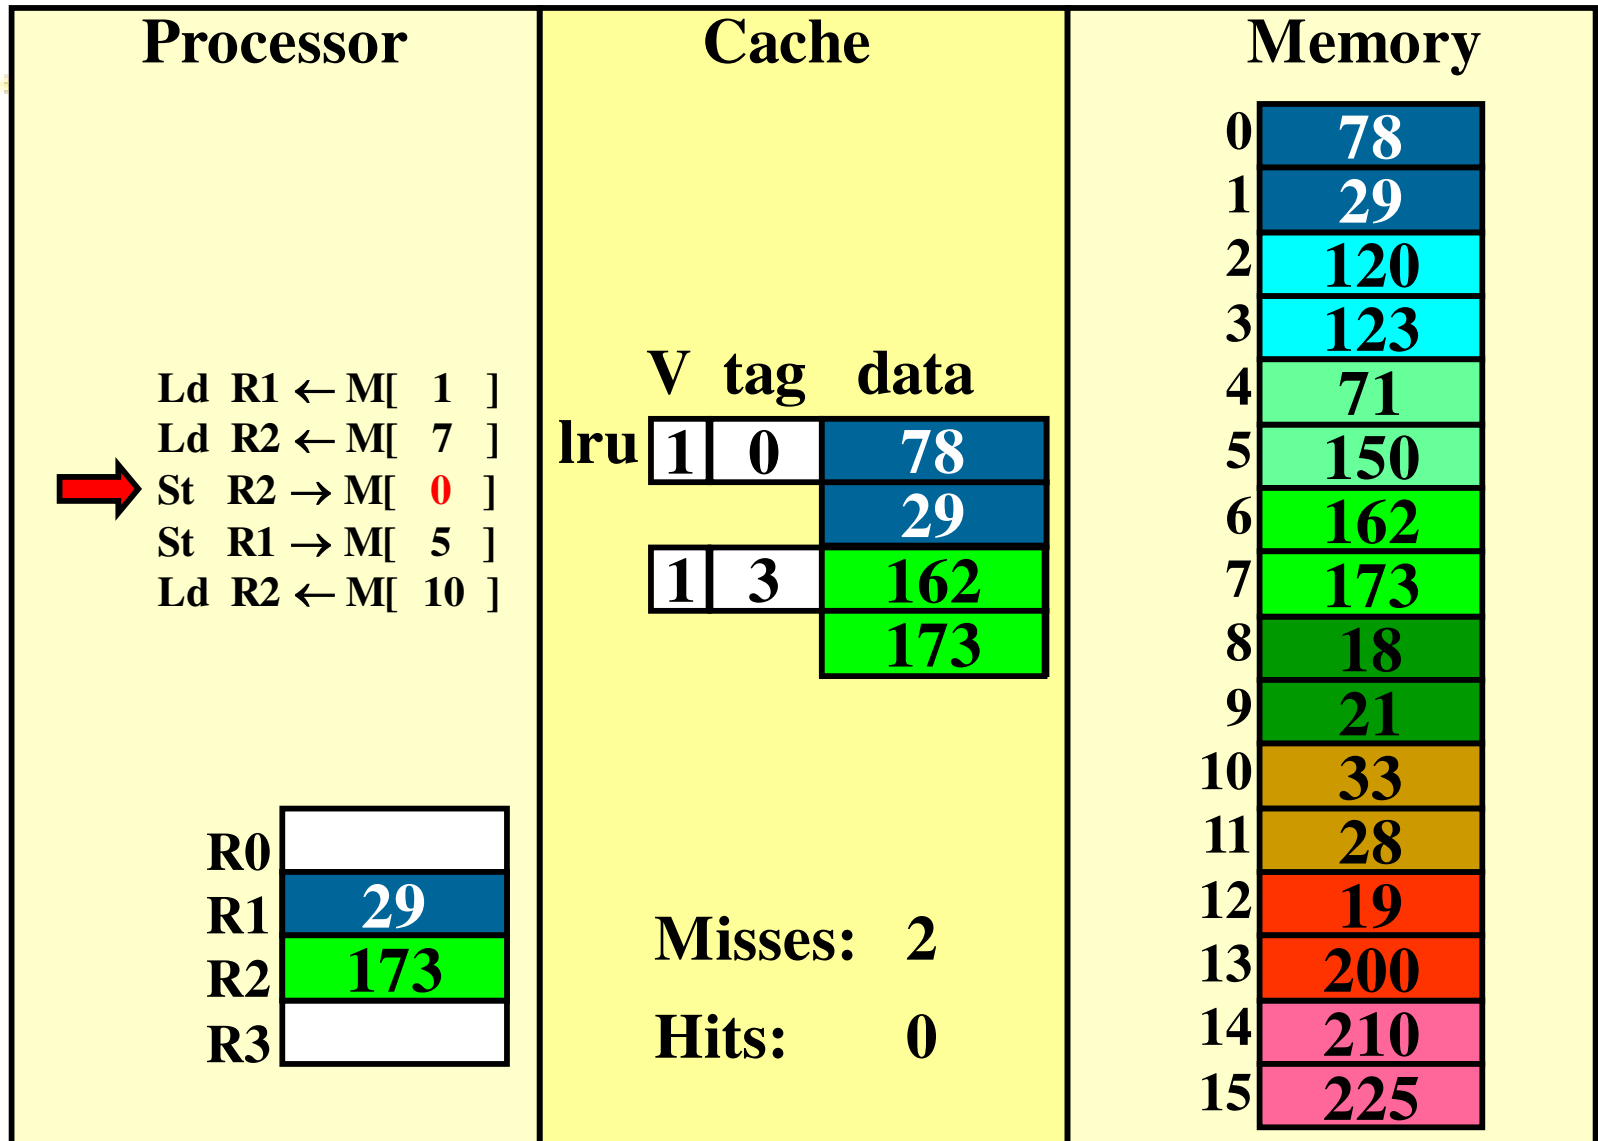 Processor
Ld R1 ← M[ 1 ]
Ld R2 ← M[ 7 ]
St R2 → M[ 0 ]
St R1 → M[ 5 ]
Ld R2 ← M[ 10 ]
R0
R1 29
R2 173
R3
Cache
V tag data
lru 1 0 78
29
1 3 162
173
Misses: 2
Hits: 0
Memory
0 78
1 29
2 120
3 123
4 71
5 150
6 162
7 173
8 18
9 21
10 33
11 28
12 19
13 200
14 210
15 225